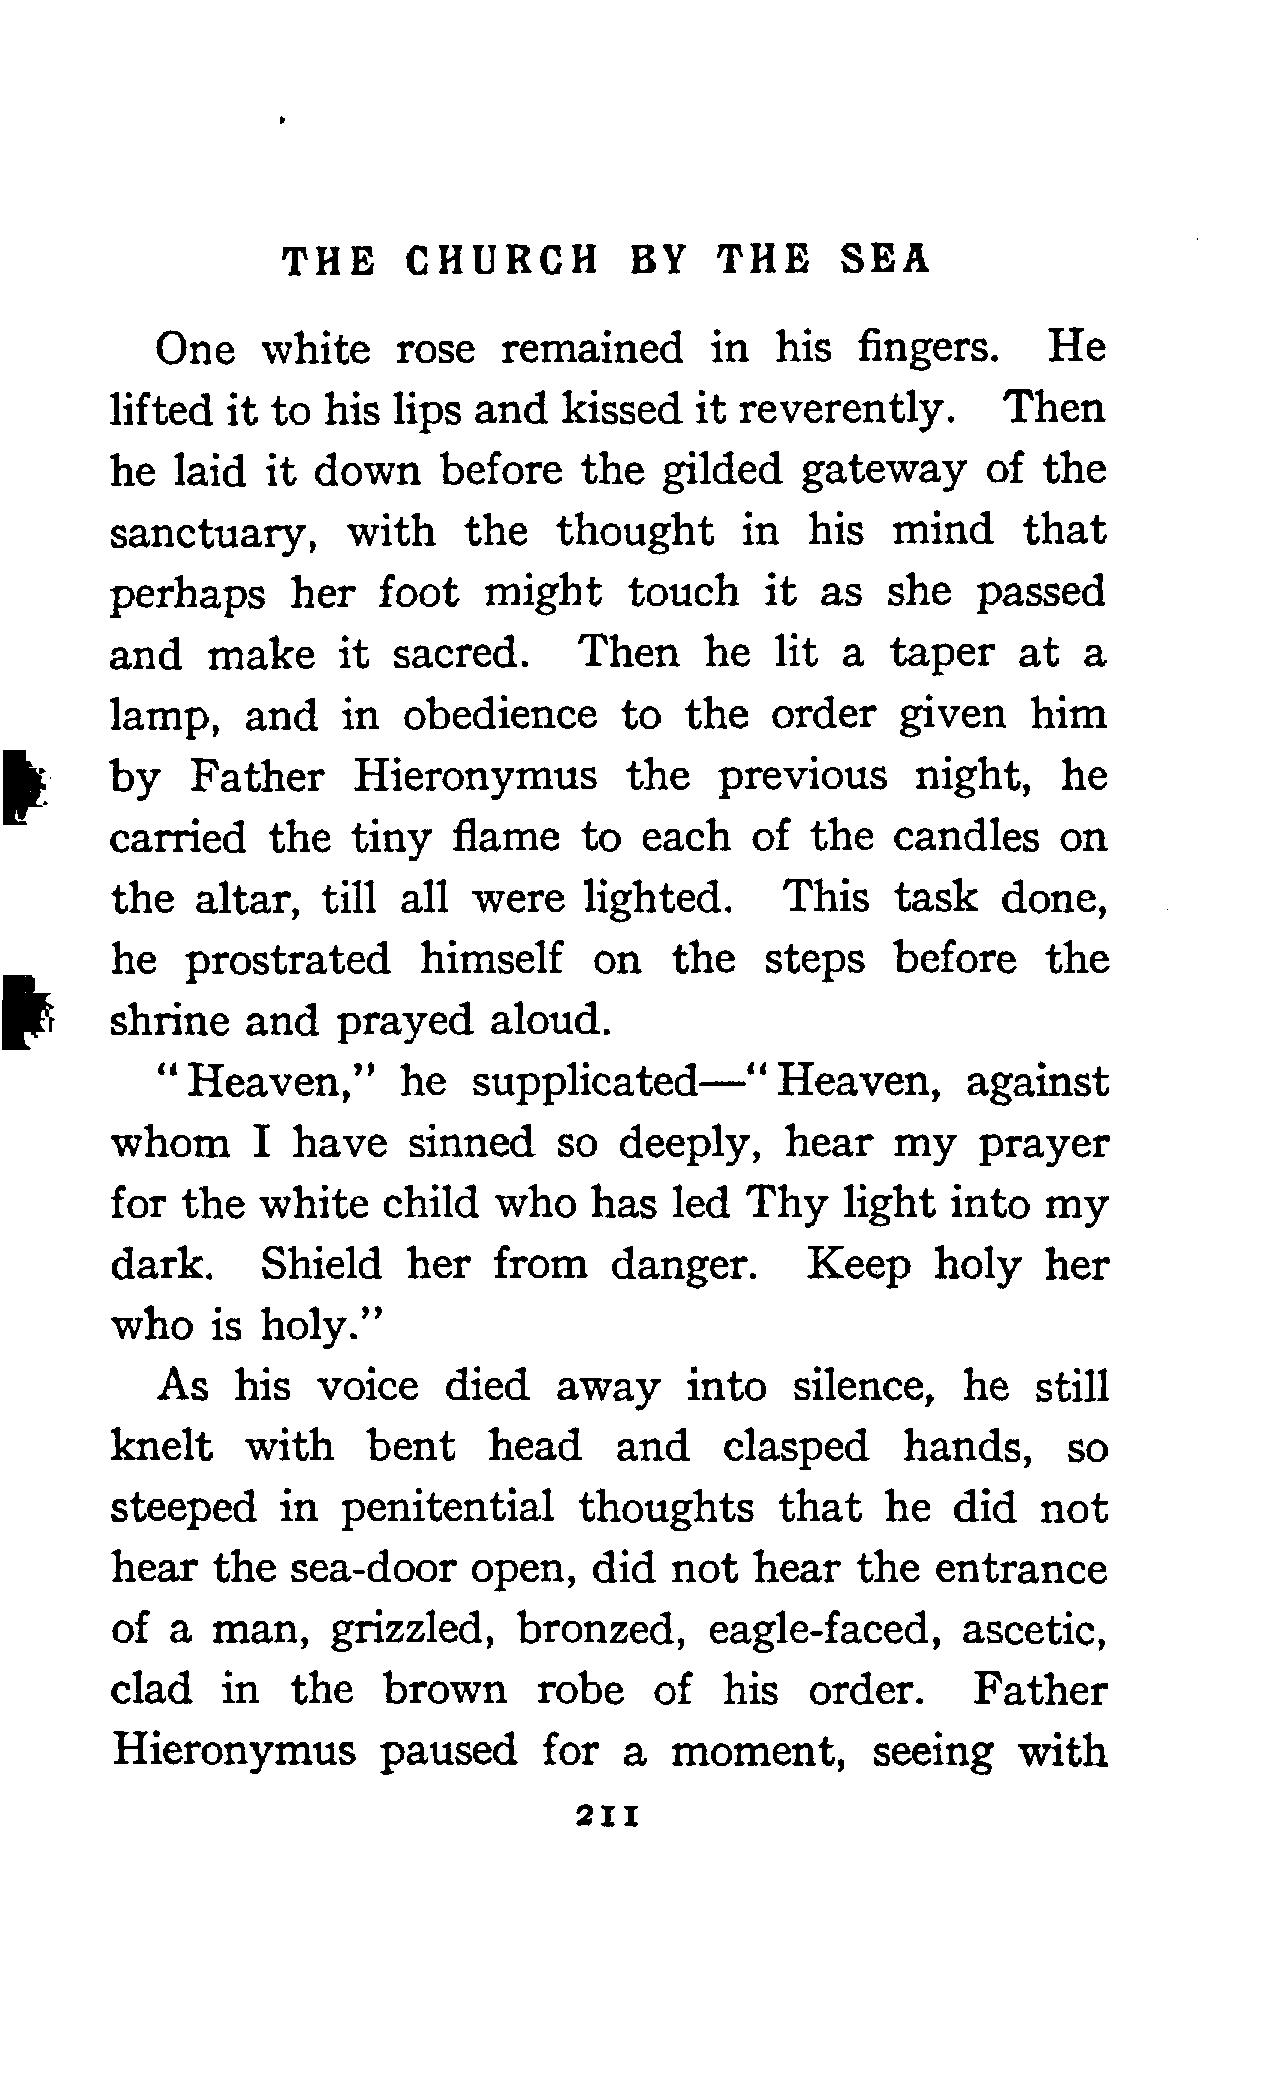 THE CHURCH BY THE SEA
One white rose remained in his fingers. He
lifted it to his lips and kissed it reverently. Then
he laid it down before the gilded gateway of the
sanctuary, with the thought in his mind that
perhaps her foot might touch it as she passed
and make it sacred. Then he lit a taper at a
lamp, and in obedience to the order given him
by Father Hieronymus the previous night, he
carried the tiny flame to each of the candles on
the altar, till all were lighted. This task done,
he prostrated himself on the steps before the
shrine and prayed aloud.
"Heaven," he supplicated—"Heaven, against
whom I have sinned so deeply, hear my prayer
for the white child who has led Thy light into my
dark. Shield her from danger. Keep holy her
who is holy."
As his voice died away into silence, he still
knelt with bent head and clasped hands, so
steeped in penitential thoughts that he did not
hear the sea-door open, did not hear the entrance
of a man, grizzled, bronzed, eagle-faced, ascetic,
clad in the brown robe of his order. Father
Hieronymus paused for a moment, seeing with
211